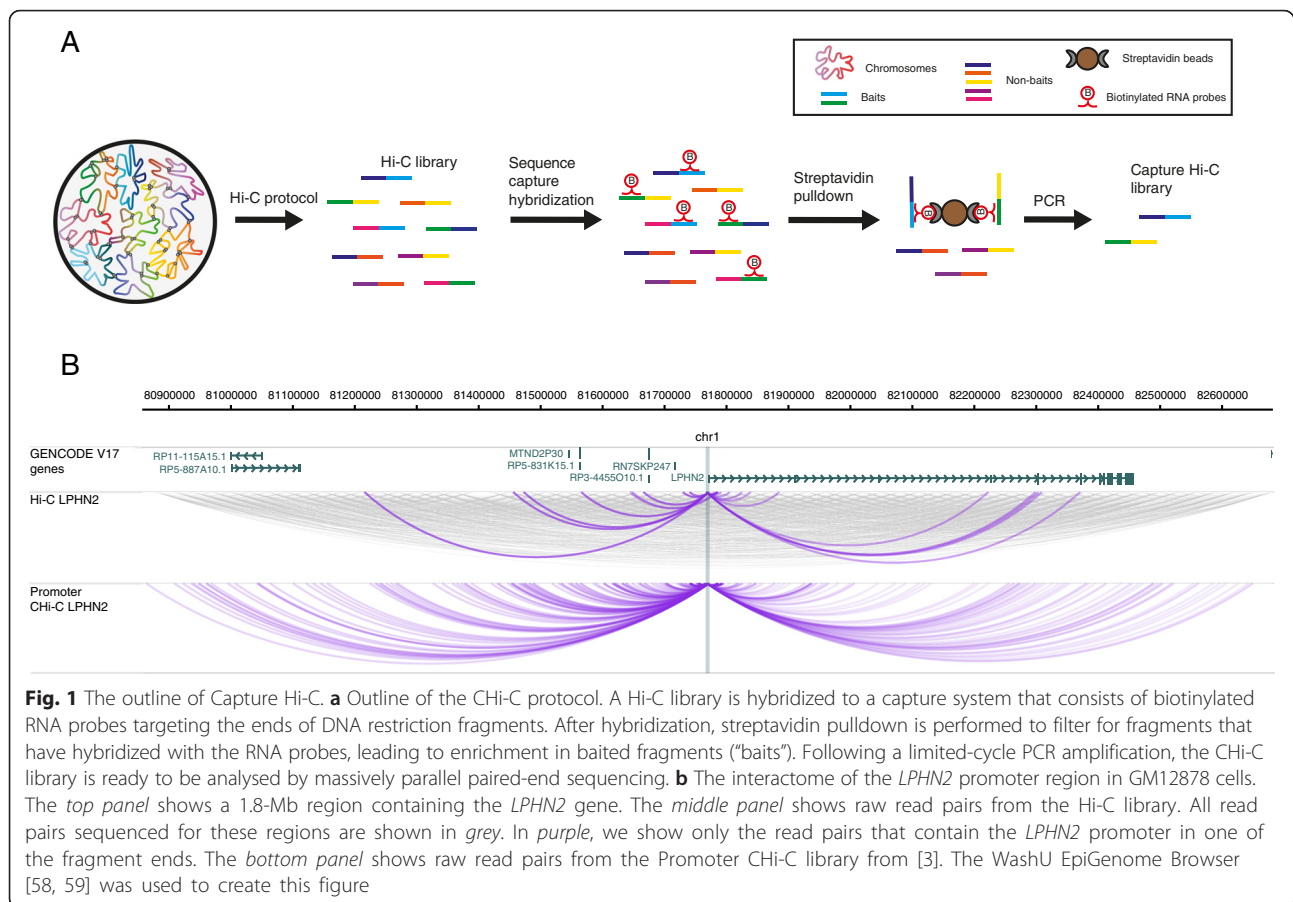 A
Chromosomes
Baits
Non-baits
Streptavidin beads
B
Biotinylated RNA probes
Hi-C protocol
Hi-C library
Sequence
capture
hybridization
B
B
B
B
B
Streptavidin
pulldown
B
B
PCR
Capture Hi-C
library
B
80900000 81000000 81100000 81200000 81300000 81400000 81500000 81600000 81700000 81800000 81900000 82000000 82100000 82200000 82300000 82400000 82500000 82600000
chr1
GENCODE V17
genes
RP11-115A15.1
RP5-887A10.1
MTND2P30
RP5-831K15.1
RN7SKP247
RP3-4455O10.1
LPHN2
Hi-C LPHN2
Promoter
CHi-C LPHN2
Fig. 1 The outline of Capture Hi-C. a Outline of the CHi-C protocol. A Hi-C library is hybridized to a capture system that consists of biotinylated
RNA probes targeting the ends of DNA restriction fragments. After hybridization, streptavidin pulldown is performed to filter for fragments that
have hybridized with the RNA probes, leading to enrichment in baited fragments (“baits”). Following a limited-cycle PCR amplification, the CHi-C
library is ready to be analysed by massively parallel paired-end sequencing. b The interactome of the LPHN2 promoter region in GM12878 cells.
The top panel shows a 1.8-Mb region containing the LPHN2 gene. The middle panel shows raw read pairs from the Hi-C library. All read
pairs sequenced for these regions are shown in grey. In purple, we show only the read pairs that contain the LPHN2 promoter in one of
the fragment ends. The bottom panel shows raw read pairs from the Promoter CHi-C library from [3]. The WashU EpiGenome Browser
[58, 59] was used to create this figure